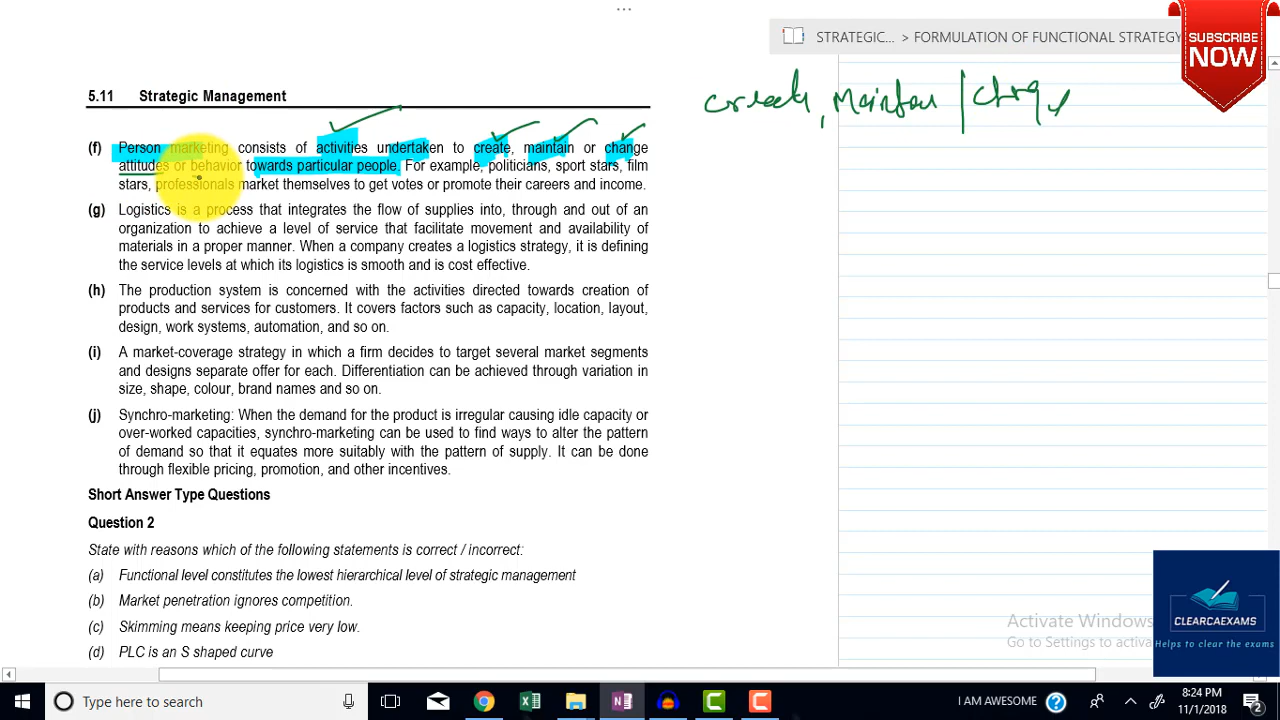 STRATEGIC... > FORMULATION OF FUNCTIONAL STRATEGY
SUBSCRIBE
NOW
5.11 Strategic Management
create, Maintain / Chng
(f) Person marketing consists of activities undertaken to create, maintain or change
attitudes or behavior towards particular people. For example, politicians, sport stars, film
stars, professionals market themselves to get votes or promote their careers and income.
(g) Logistics is a process that integrates the flow of supplies into, through and out of an
organization to achieve a level of service that facilitate movement and availability of
materials in a proper manner. When a company creates a logistics strategy, it is defining
the service levels at which its logistics is smooth and is cost effective.
(h) The production system is concerned with the activities directed towards creation of
products and services for customers. It covers factors such as capacity, location, layout,
design, work systems, automation, and so on.
(i) A market-coverage strategy in which a firm decides to target several market segments
and designs separate offer for each. Differentiation can be achieved through variation in
size, shape, colour, brand names and so on.
(j) Synchro-marketing: When the demand for the product is irregular causing idle capacity or
over-worked capacities, synchro-marketing can be used to find ways to alter the pattern
of demand so that it equates more suitably with the pattern of supply. It can be done
through flexible pricing, promotion, and other incentives.
Short Answer Type Questions
Question 2
State with reasons which of the following statements is correct / incorrect:
(a) Functional level constitutes the lowest hierarchical level of strategic management
(b) Market penetration ignores competition.
(c) Skimming means keeping price very low.
(d) PLC is an S shaped curve
Activate Windows
Go to Settings to activa
CLEARCAEXAMS
Helps to clear the exams
Type here to search
I AM AWESOME
8:24 PM
11/1/2018
2